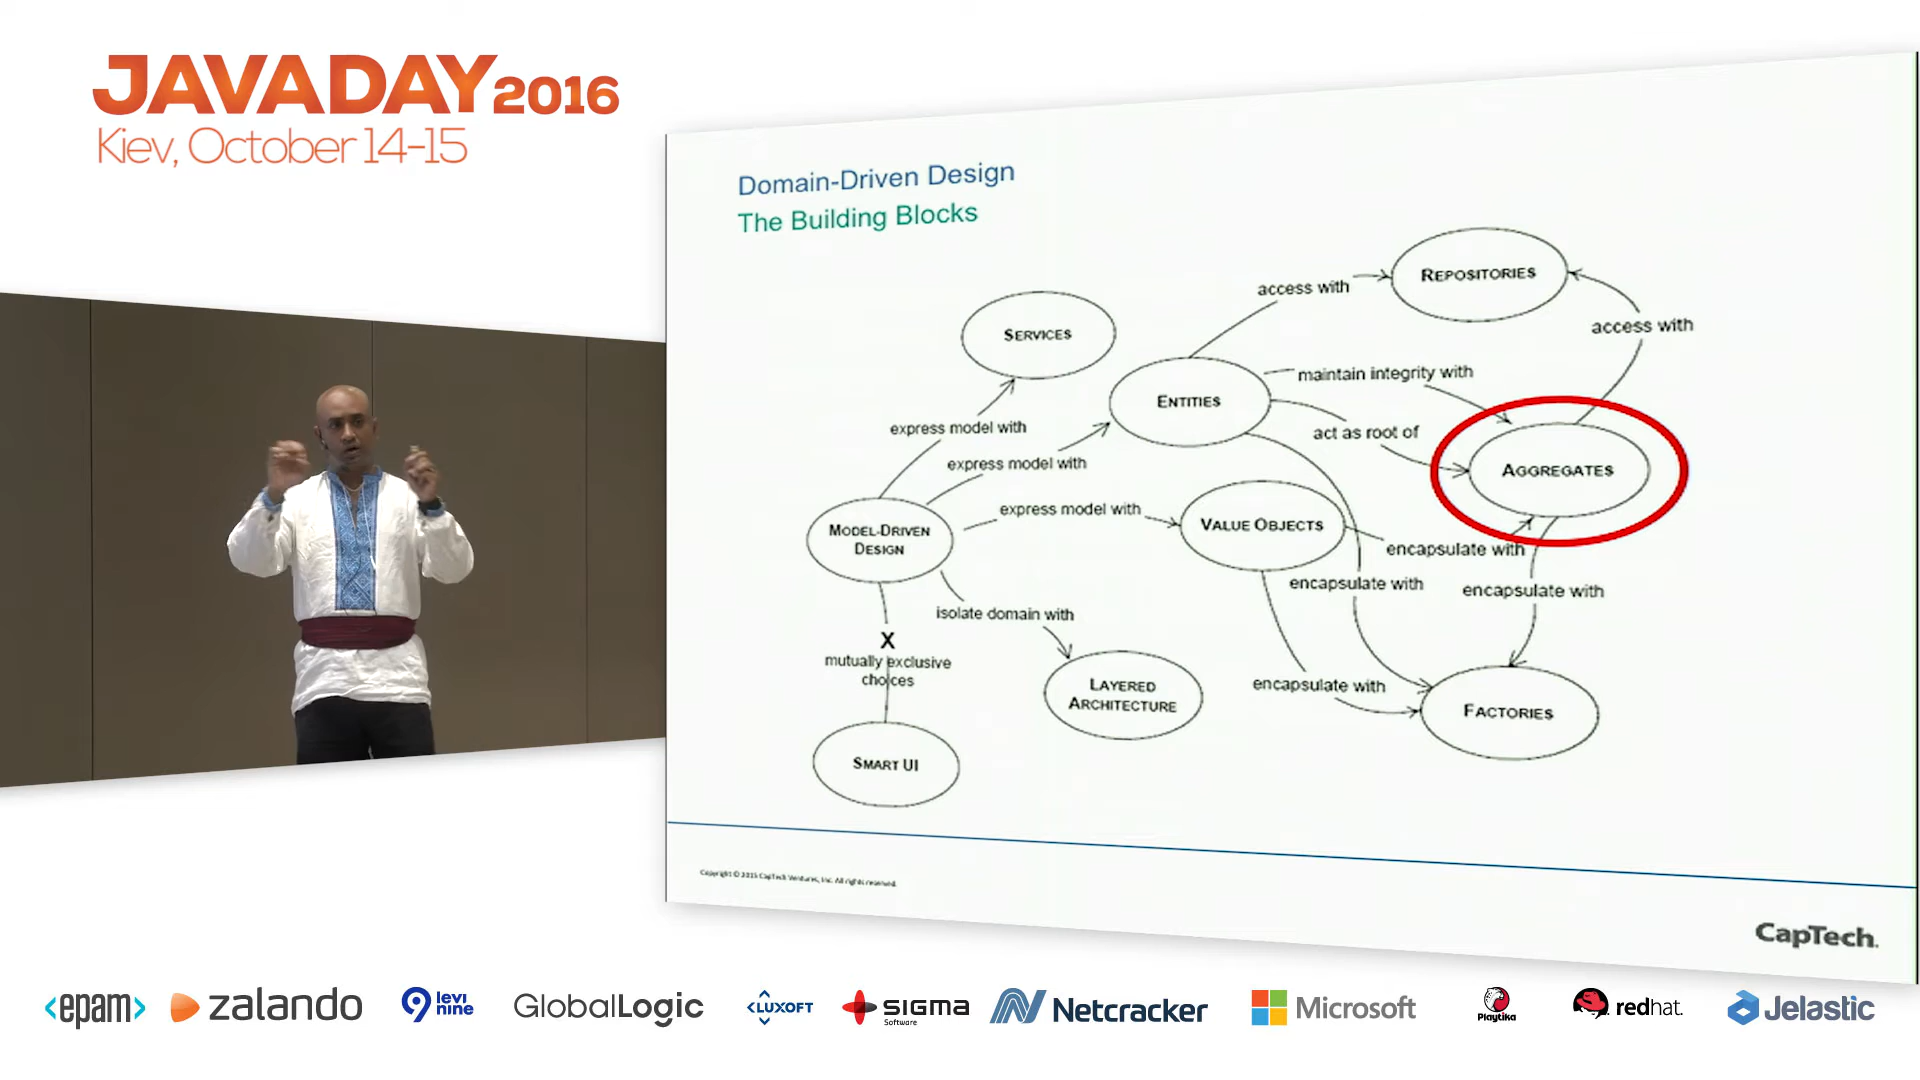 JAVADAY 2016
Kiev, October 14-15
Domain-Driven Design
The Building Blocks
REPOSITORIES
access with
access with
SERVICES
maintain integrity with
ENTITIES
act as root of
express model with
express model with
AGGREGATES
express model with
VALUE OBJECTS
MODEL-DRIVEN
DESIGN
encapsulate with
encapsulate with
encapsulate with
isolate domain with
X
mutually exclusive
choices
encapsulate with
LAYERED
ARCHITECTURE
FACTORIES
SMART UI
Copyright © 2015 CapTech Ventures, Inc. All rights reserved.
CapTech.
<epam>
zalando
9 levi nine
GlobalLogic
<LUXOFT
SIGMA
Software
Netcracker
Microsoft
Playtika
redhat.
Jelastic